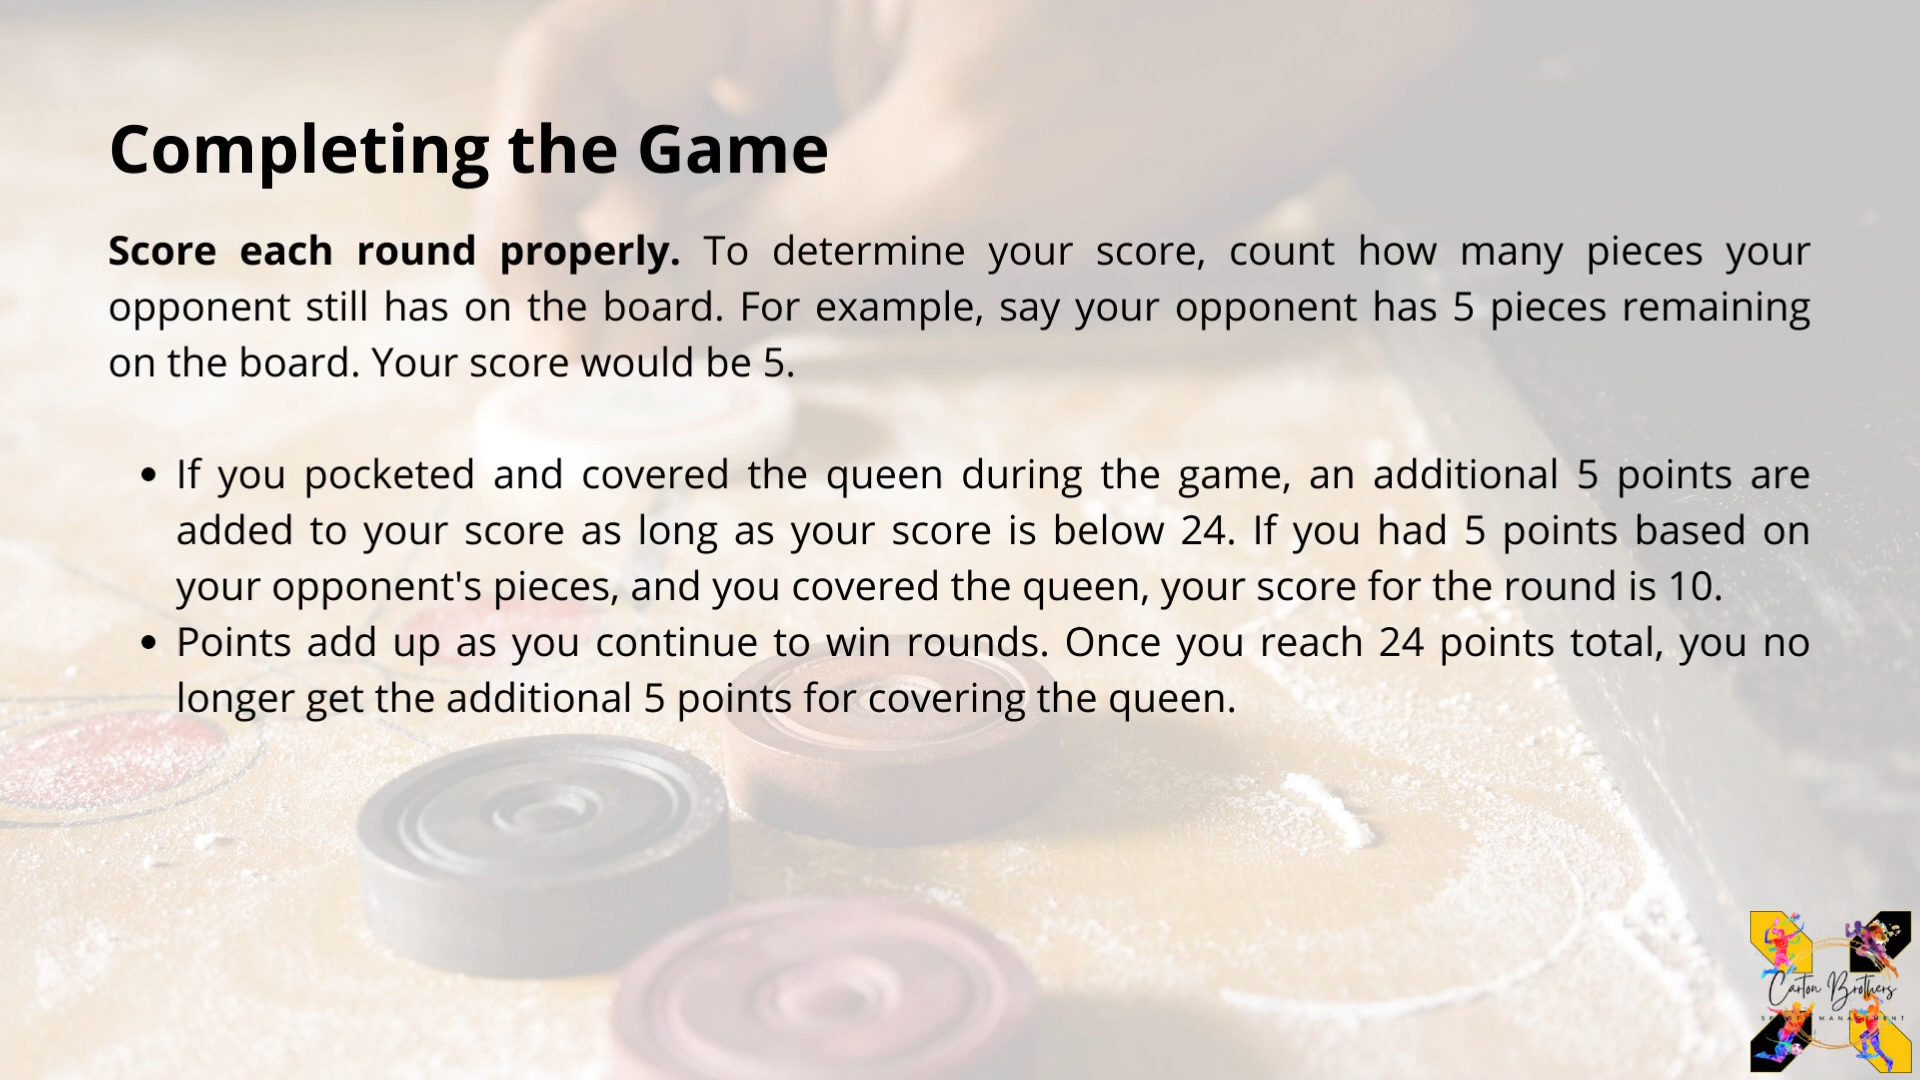 Completing the Game
Score each round properly. To determine your score, count how many pieces your
opponent still has on the board. For example, say your opponent has 5 pieces remaining
on the board. Your score would be 5.
• If you pocketed and covered the queen during the game, an additional 5 points are
added to your score as long as your score is below 24. If you had 5 points based on
your opponent's pieces, and you covered the queen, your score for the round is 10.
• Points add up as you continue to win rounds. Once you reach 24 points total, you no
longer get the additional 5 points for covering the queen.
Carton Brothers